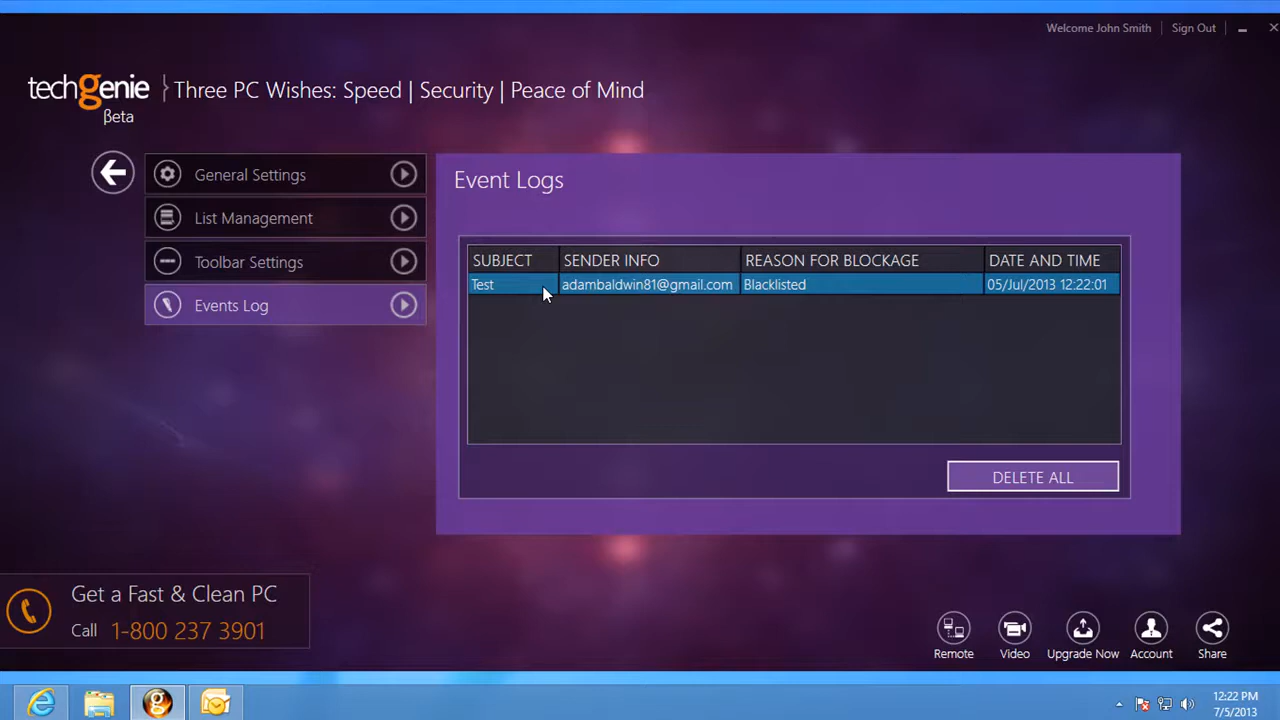 Welcome John Smith | Sign Out
techgenie Three PC Wishes: Speed | Security | Peace of Mind
βeta
General Settings
List Management
Toolbar Settings
Events Log
Event Logs
SUBJECT SENDER INFO REASON FOR BLOCKAGE DATE AND TIME
Test adambaldwin81@gmail.com Blacklisted 05/Jul/2013 12:22:01
DELETE ALL
Get a Fast & Clean PC
Call 1-800 237 3901
Remote Video Upgrade Now Account Share
12:22 PM
7/5/2013